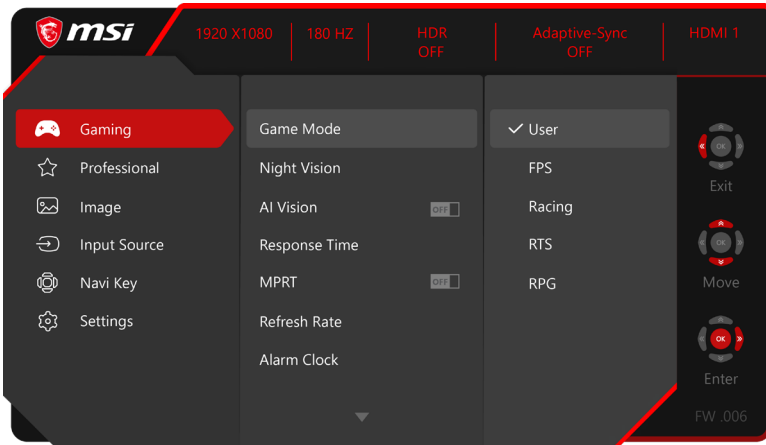 msi
1920 X1080
180 HZ
HDR
OFF
Adaptive-Sync
OFF
HDMI 1
Gaming
Professional
Image
Input Source
Navi Key
Settings
Game Mode
Night Vision
AI Vision
OFF
Response Time
MPRT
OFF
Refresh Rate
Alarm Clock
User
FPS
Racing
RTS
RPG
OK
Exit
OK
Move
OK
Enter
FW .006